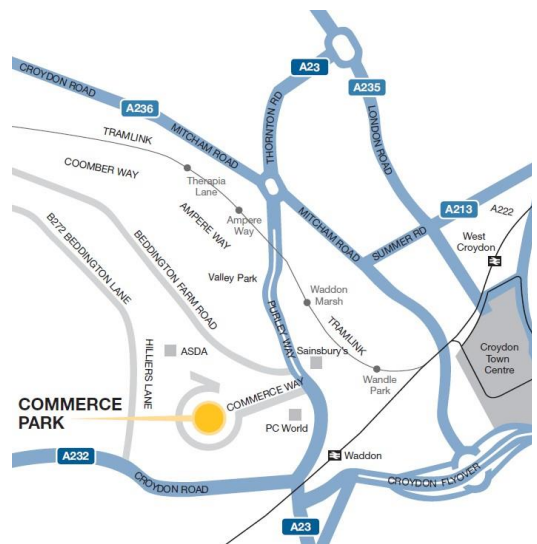 CROYDON ROAD
A236
MITCHAM ROAD
A23
THORNTON RD
A235
LONDON ROAD
TRAMLINK
COOMBER WAY
Therapia
Lane
AMPERE WAY
Ampere
Way
MITCHAM ROAD
SUMMER RD
A213
A222
West
Croydon
B272 BEDDINGTON LANE
BEDDINGTON FARM ROAD
Valley Park
PURLEY WAY
Waddon
Marsh
TRAMLINK
HILLIERS LANE
ASDA
Sainsbury's
Wandle
Park
Croydon
Town
Centre
COMMERCE
PARK
COMMERCE WAY
PC World
A232
CROYDON ROAD
Waddon
CROYDON FLYOVER
A23